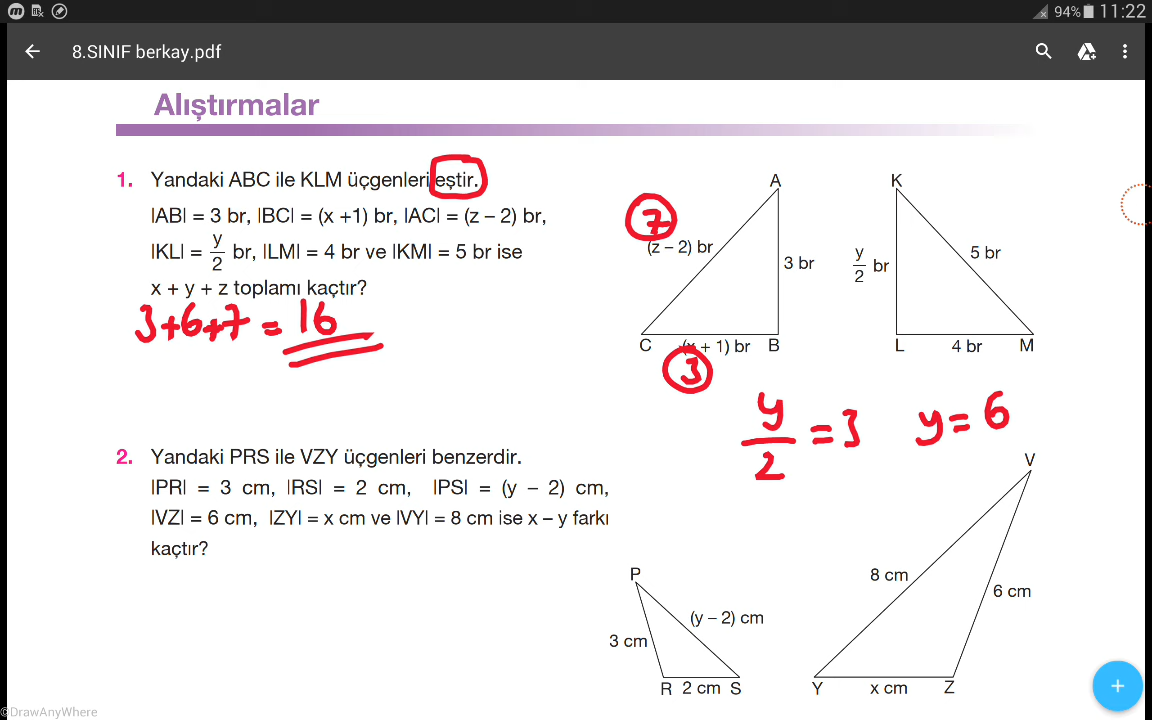 94% 11:22
8.SINIF berkay.pdf
Alıştırmalar
1. Yandaki ABC ile KLM üçgenleri eştir.
|AB| = 3 br, |BC| = (x +1) br, |AC| = (z – 2) br,
|KL| = y/2 br, |LM| = 4 br ve |KM| = 5 br ise
x + y + z toplamı kaçtır?
3+6+7 = 16
A
7
(z – 2) br
3 br
C (x + 1) br B
3
K
y/2 br
5 br
L 4 br M
y/2 = 3 y = 6
2. Yandaki PRS ile VZY üçgenleri benzerdir.
|PR| = 3 cm, |RS| = 2 cm, |PS| = (y – 2) cm,
|VZ| = 6 cm, |ZY| = x cm ve |VY| = 8 cm ise x – y farkı
kaçtır?
P
(y – 2) cm
3 cm
R 2 cm S
V
8 cm
6 cm
Y x cm Z
+
©DrawAnyWhere